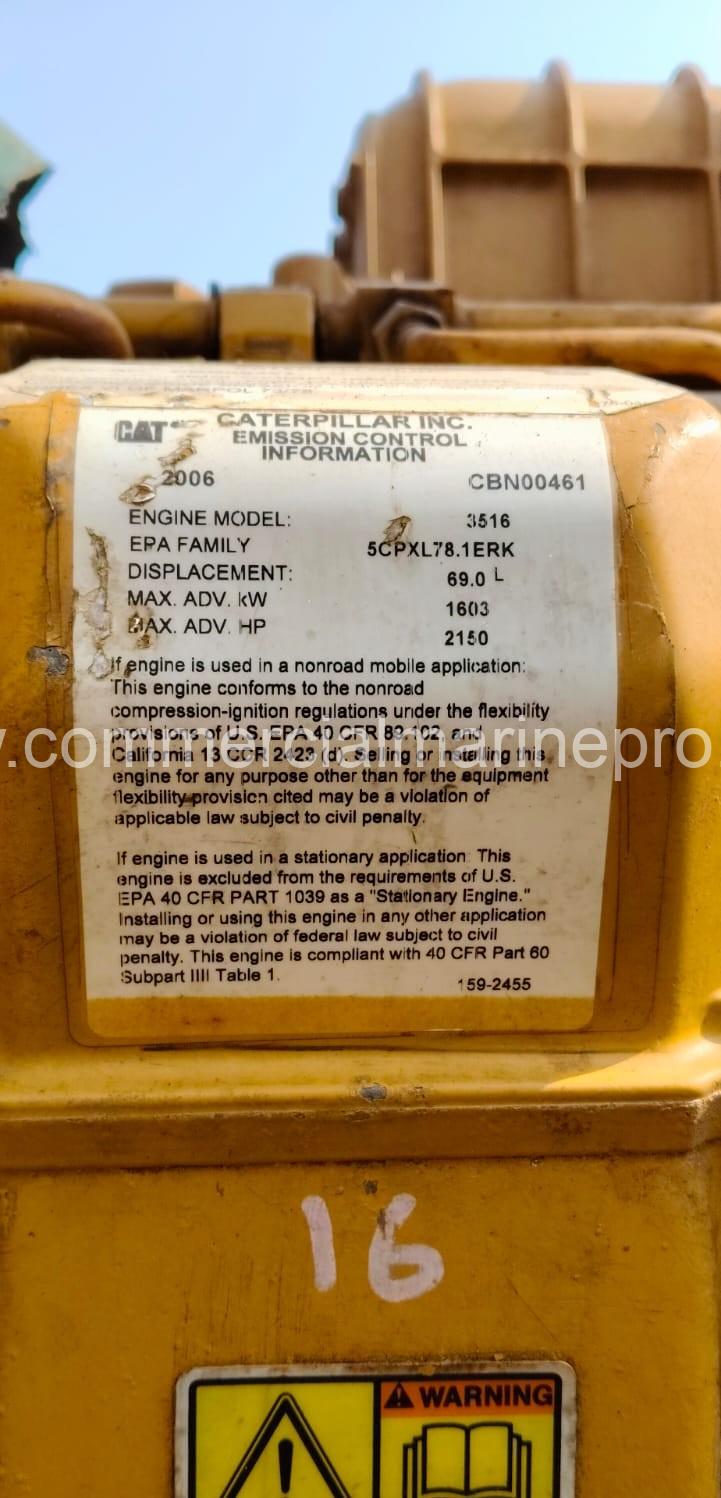 MARPOL 73/78
CAT
CATERPILLAR INC.
EMISSION CONTROL
INFORMATION
2006 CBN00461
ENGINE MODEL: 3516
EPA FAMILY 5CPXL78.1ERK
DISPLACEMENT: 69.0 L
MAX. ADV. kW 1603
MAX. ADV. HP 2150
If engine is used in a nonroad mobile application:
This engine conforms to the nonroad
compression-ignition regulations under the flexibility
provisions of U.S. EPA 40 CFR 89.102, and
California 13 CCR 2423 (d). Selling or installing this
engine for any purpose other than for the equipment
flexibility provision cited may be a violation of
applicable law subject to civil penalty.
If engine is used in a stationary application: This
engine is excluded from the requirements of U.S.
EPA 40 CFR PART 1039 as a "Stationary Engine."
Installing or using this engine in any other application
may be a violation of federal law subject to civil
penalty. This engine is compliant with 40 CFR Part 60
Subpart IIII Table 1.
159-2455
16
WARNING